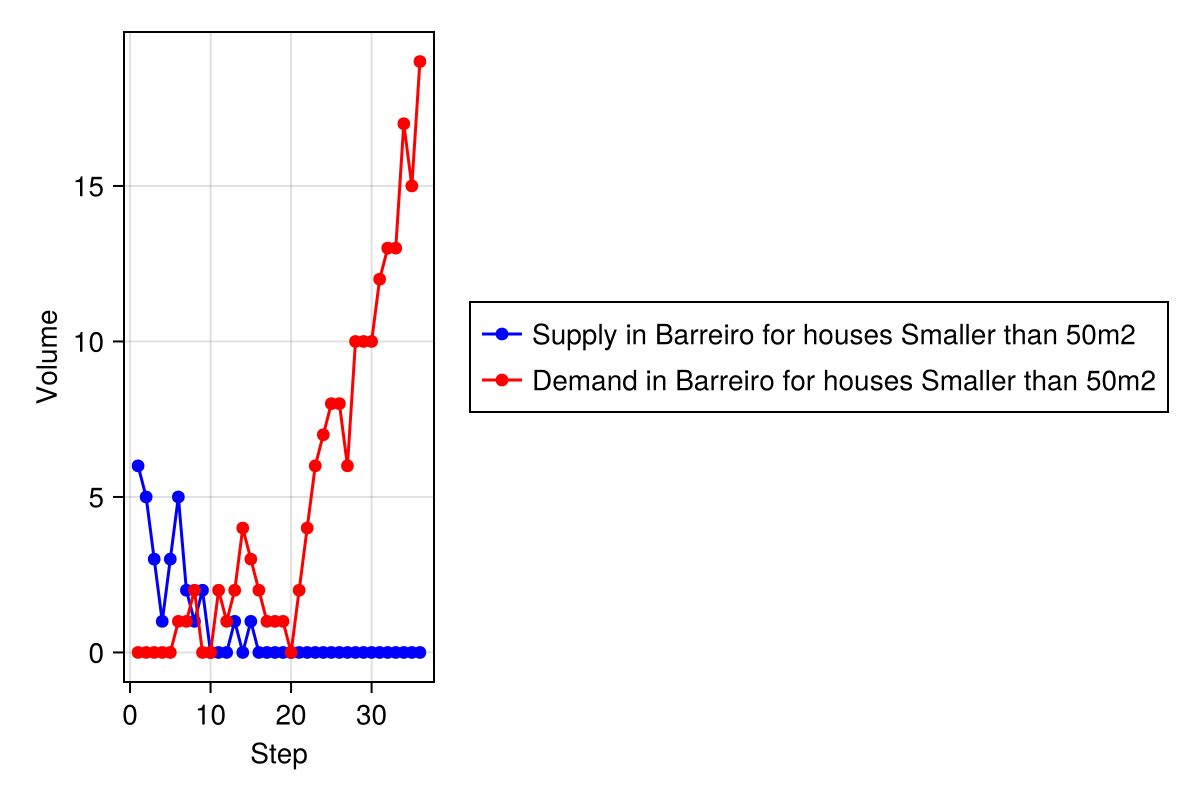 15
10
5
0
Volume
0 10 20 30
Step
Supply in Barreiro for houses Smaller than 50m2
Demand in Barreiro for houses Smaller than 50m2